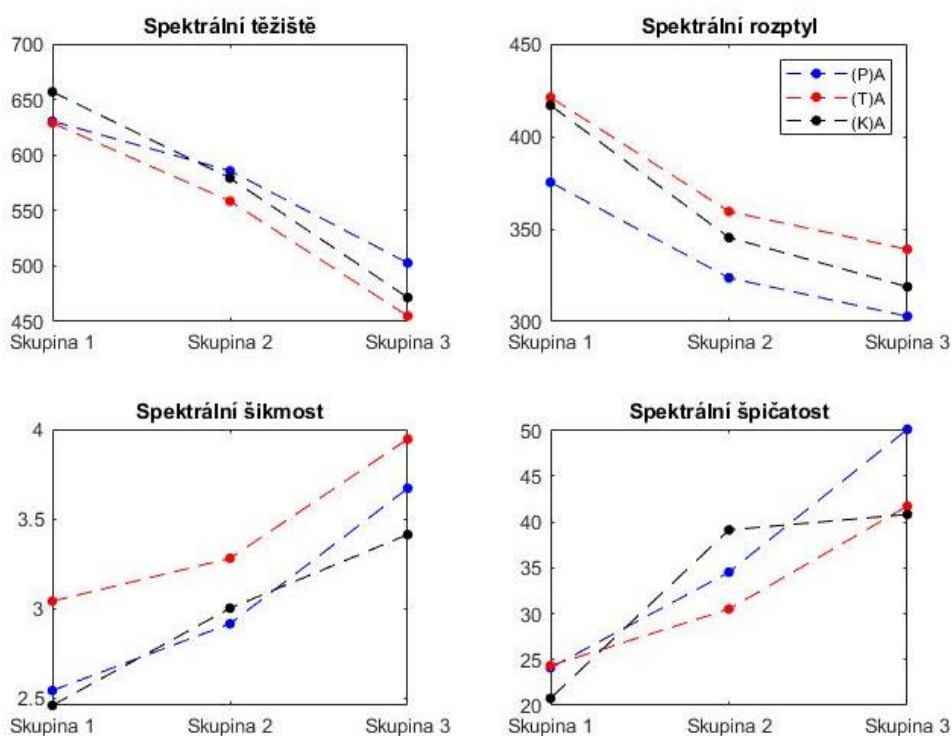 Spektrální těžiště
700
650
600
550
500
450
Skupina 1 Skupina 2 Skupina 3
Spektrální rozptyl
450
400
350
300
Skupina 1 Skupina 2 Skupina 3
(P)A
(T)A
(K)A
Spektrální šikmost
4
3.5
3
2.5
Skupina 1 Skupina 2 Skupina 3
Spektrální špičatost
50
45
40
35
30
25
20
Skupina 1 Skupina 2 Skupina 3